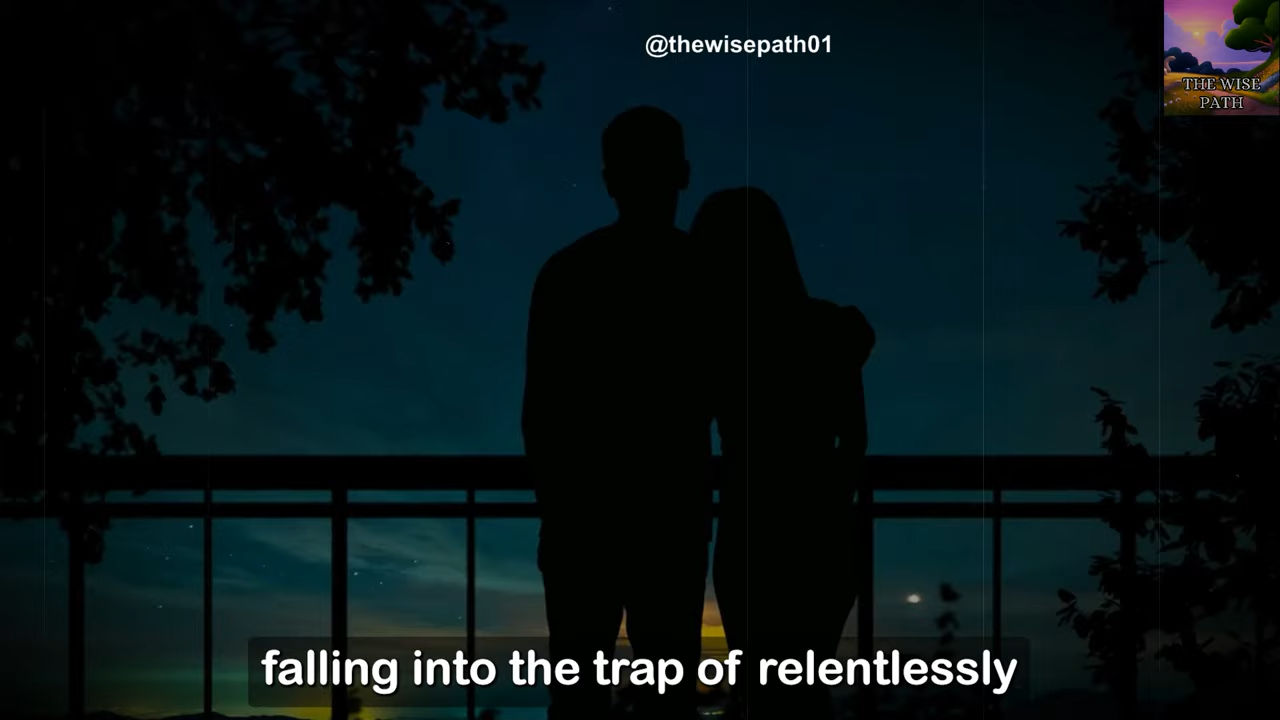 @thewisepath01
THE WISE
PATH
falling into the trap of relentlessly